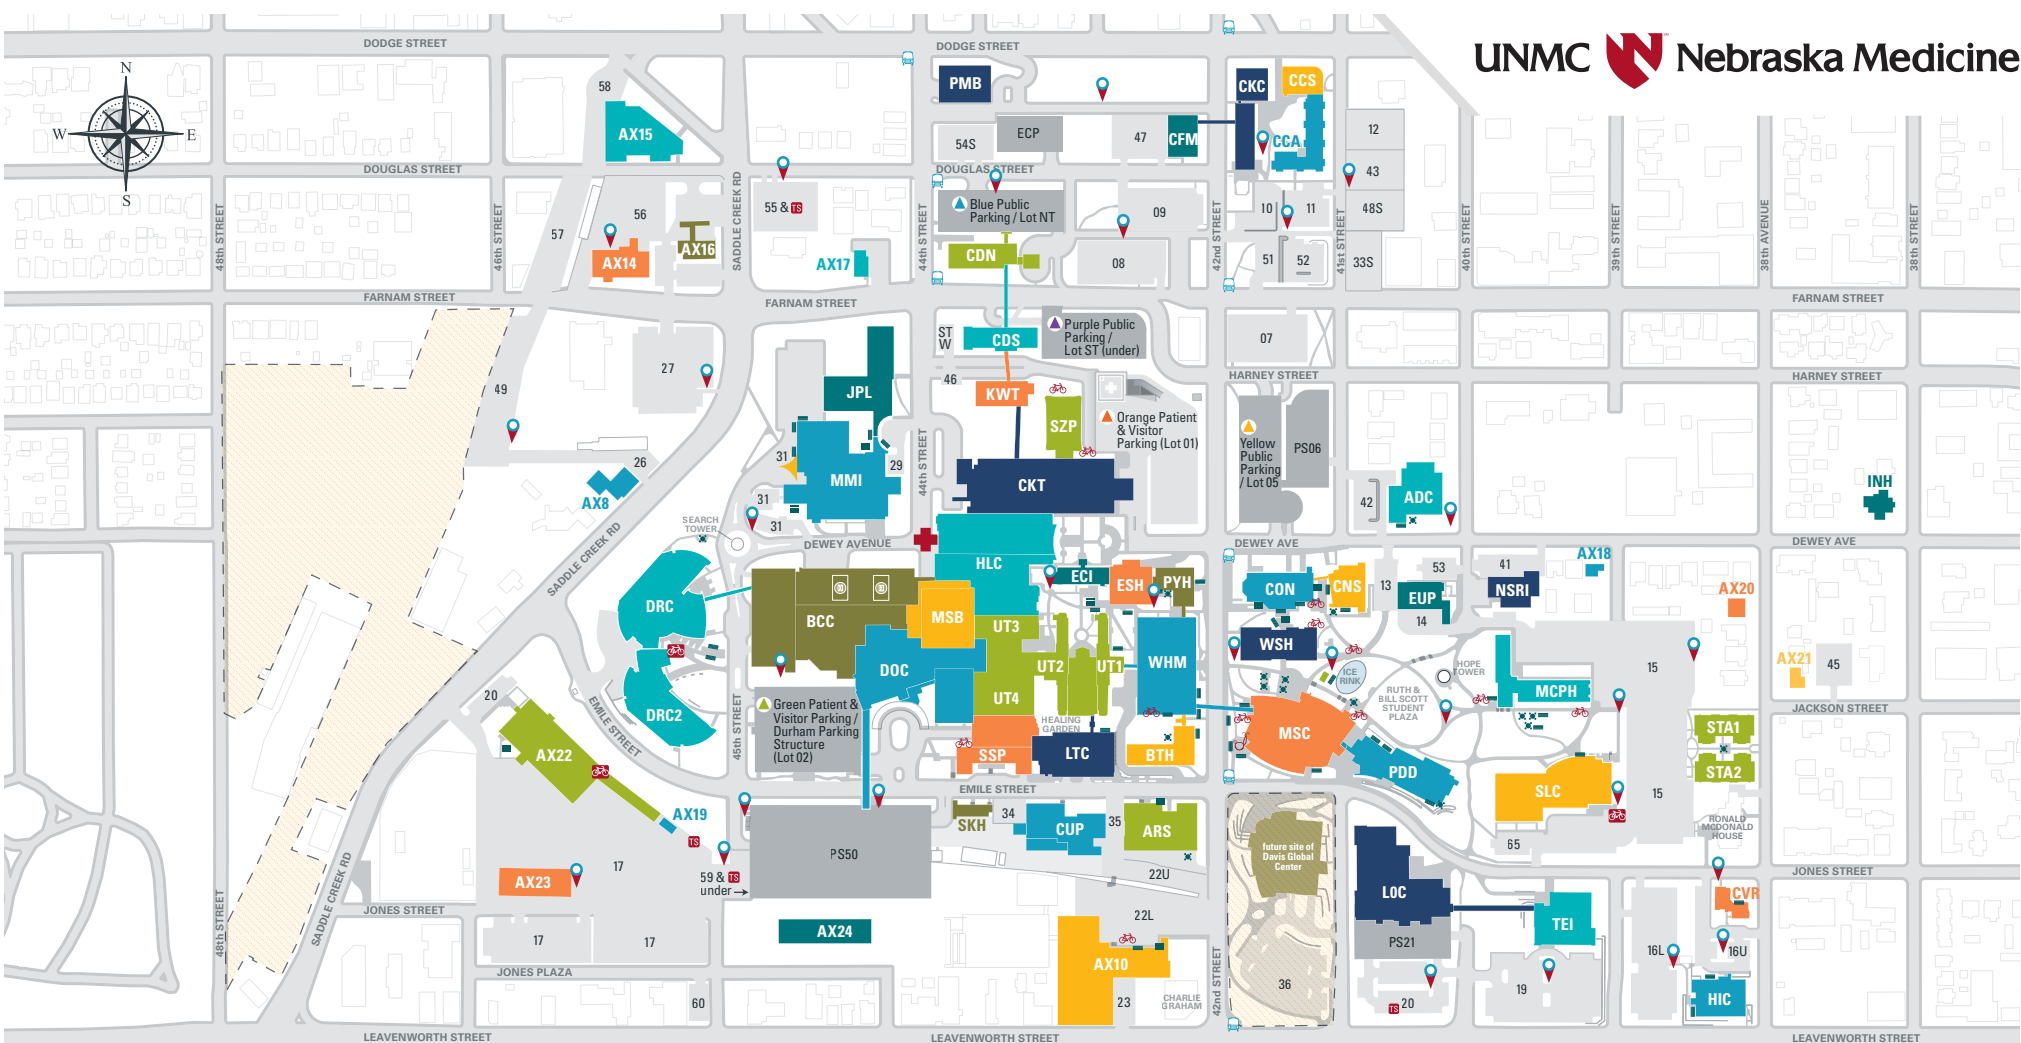 UNMC Nebraska Medicine
N
W
E
S
DODGE STREET
DODGE STREET
58
AX15
PMB
CKC
CCS
ECP
54S
47
CFM
CCA
12
43
DOUGLAS STREET
DOUGLAS STREET
48th STREET
46th STREET
SADDLE CREEK RD
44th STREET
42nd STREET
41st STREET
40th STREET
39th STREET
38th AVENUE
38th STREET
57
56
AX16
AX14
55 & TS
AX17
Blue Public
Parking / Lot NT
CDN
09
08
10
11
48S
51
52
33S
FARNAM STREET
FARNAM STREET
FARNAM STREET
ST
W
CDS
Purple Public
Parking /
Lot ST (under)
07
27
49
JPL
46
KWT
HARNEY STREET
HARNEY STREET
SZP
Orange Patient
& Visitor
Parking (Lot 01)
Yellow
Public
Parking
/ Lot 05
PS06
26
AX8
31
MMI
29
44th STREET
CKT
42
ADC
INH
31
31
SEARCH
TOWER
DEWEY AVENUE
DEWEY AVE
DEWEY AVE
SADDLE CREEK RD
HLC
ECI
ESH
PYH
CON
CNS
13
53
41
EUP
14
NSRI
AX18
AX20
DRC
BCC
MSB
UT3
DOC
UT2
UT1
UT4
WHM
WSH
ICE
RINK
HOPE
TOWER
RUTH &
BILL SCOTT
STUDENT
PLAZA
MCPH
15
AX21
45
20
EMILE STREET
DRC2
45th STREET
Green Patient &
Visitor Parking /
Durham Parking
Structure
(Lot 02)
HEALING
GARDEN
SSP
LTC
BTH
MSC
JACKSON STREET
STA1
STA2
AX22
AX19
TS
PDD
SLC
15
RONALD
MCDONALD
HOUSE
EMILE STREET
SKH
34
CUP
35
ARS
PS50
future site of
Davis Global
Center
65
JONES STREET
AX23
17
59 & TS
under
22U
LOC
TEI
CVR
JONES STREET
SADDLE CREEK RD
48th STREET
17
17
AX24
22L
AX10
PS21
16L
16U
JONES PLAZA
60
23
CHARLIE
GRAHAM
42nd STREET
36
TS 20
19
HIC
LEAVENWORTH STREET
LEAVENWORTH STREET
LEAVENWORTH STREET